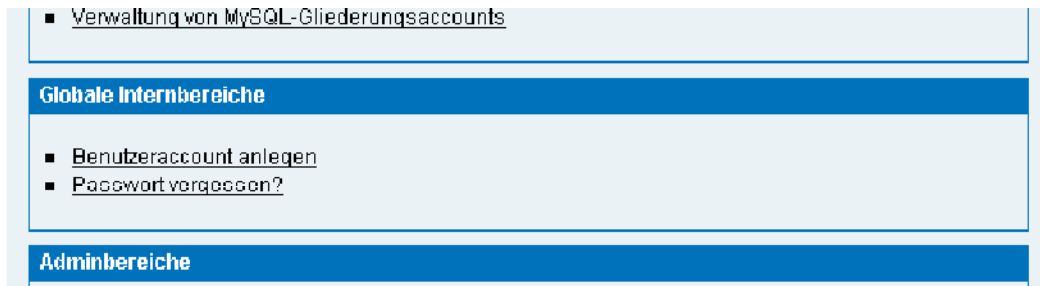 Verwaltung von MySQL-Gliederungsaccounts
Globale Internbereiche
Benutzeraccount anlegen
Passwort vergessen?
Adminbereiche